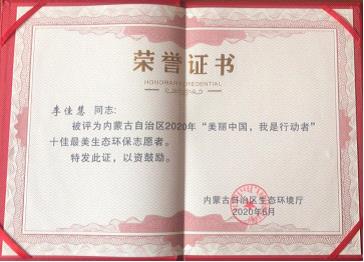 荣誉证书
HONORARY CREDENTIAL
李佳慧 同志：
被评为内蒙古自治区2020年“美丽中国，我是行动者”
十佳最美生态环保志愿者。
特发此证，以资鼓励。
内蒙古自治区生态环境厅
2020年6月